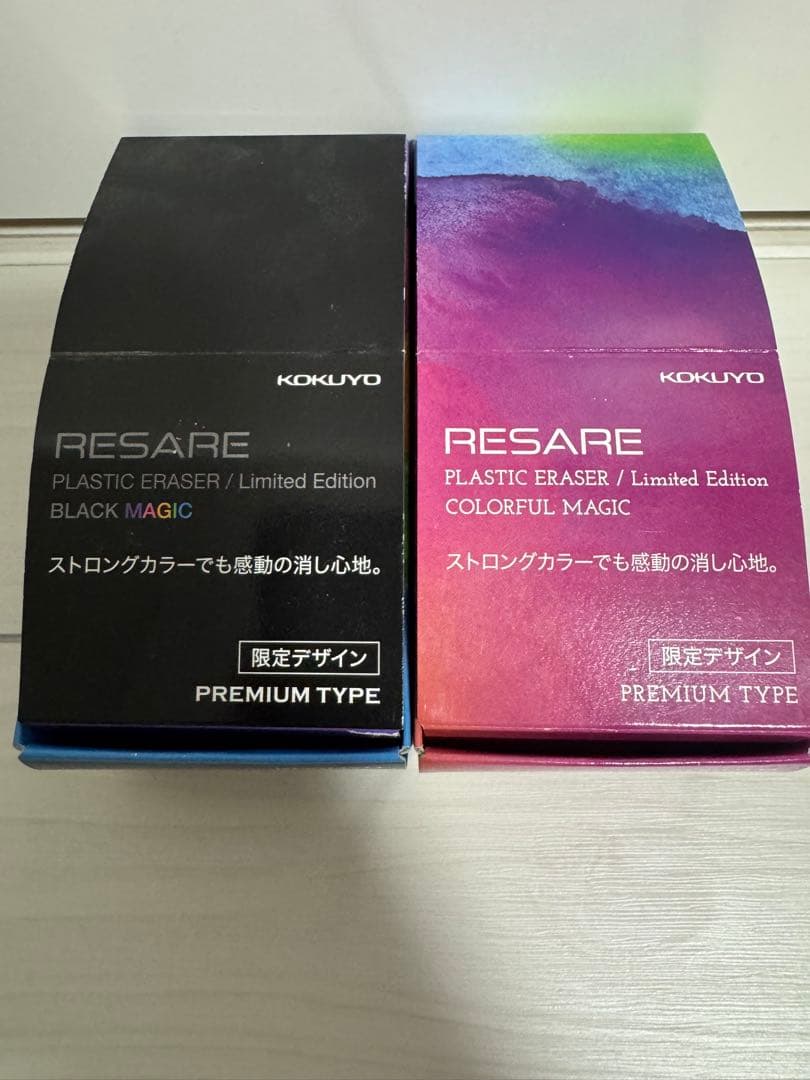 KOKUYO
RESARE
PLASTIC ERASER / Limited Edition
BLACK MAGIC
ストロングカラーでも感動の消し心地。
限定デザイン
PREMIUM TYPE
KOKUYO
RESARE
PLASTIC ERASER / Limited Edition
COLORFUL MAGIC
ストロングカラーでも感動の消し心地。
限定デザイン
PREMIUM TYPE